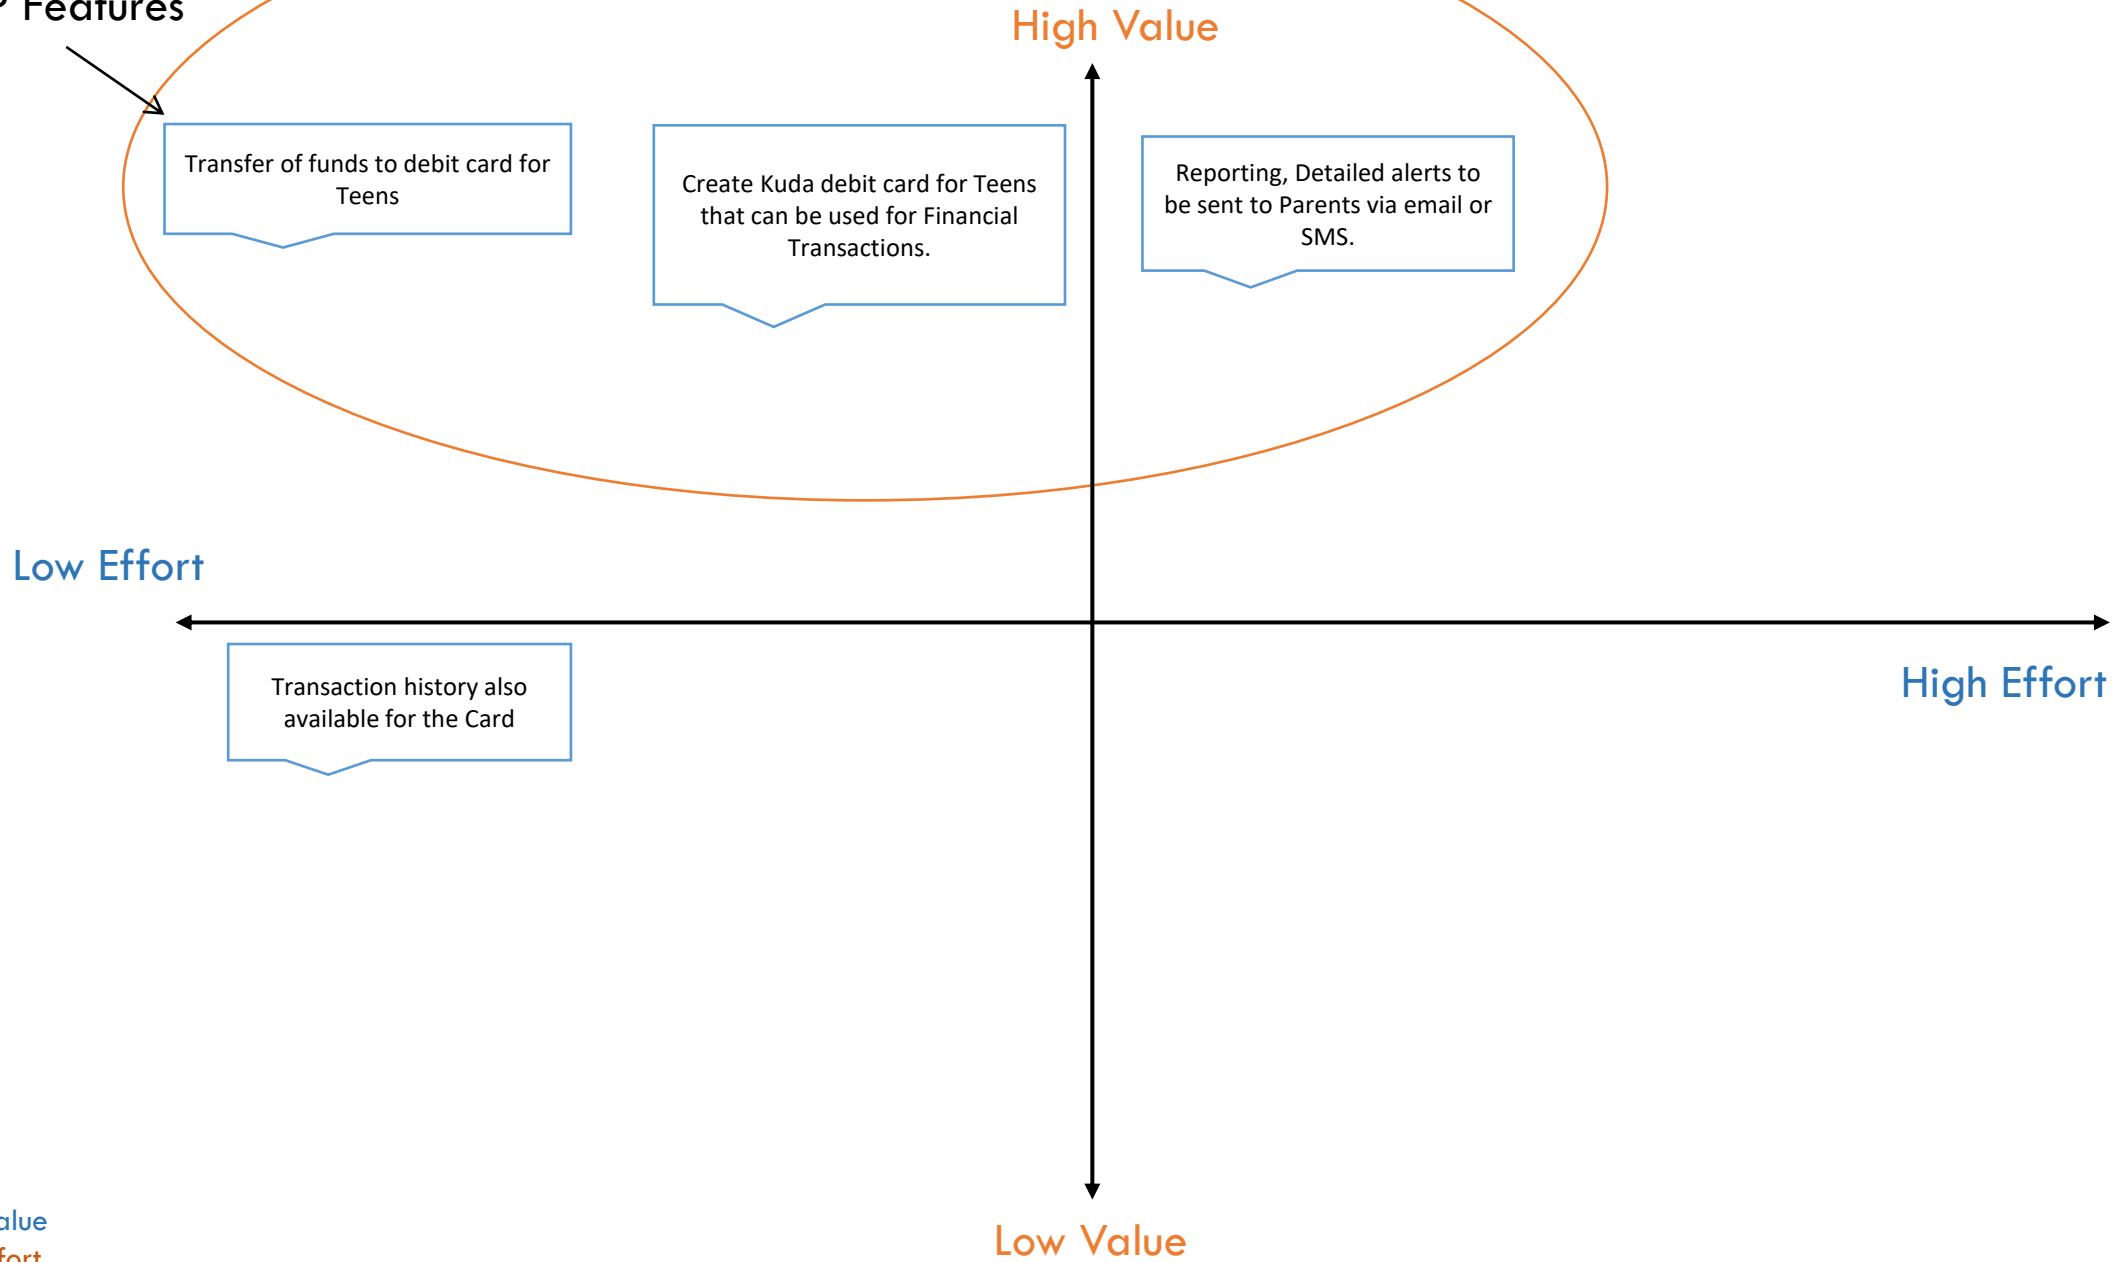 Features
High Value
Transfer of funds to debit card for
Teens
Create Kuda debit card for Teens
that can be used for Financial
Transactions.
Reporting, Detailed alerts to
be sent to Parents via email or
SMS.
Low Effort
Transaction history also
available for the Card
High Effort
Low Value